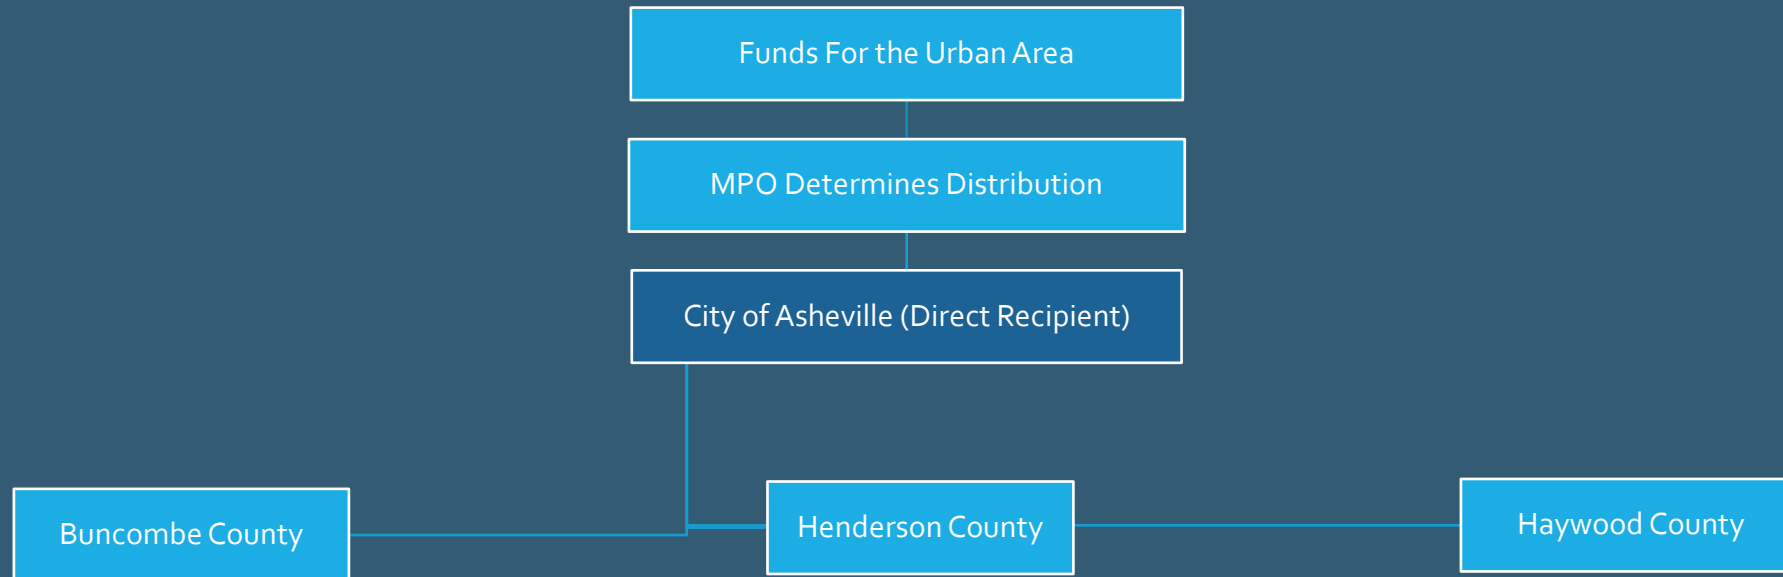 Funds For the Urban Area
MPO Determines Distribution
City of Asheville (Direct Recipient)
Buncombe County
Henderson County
Haywood County